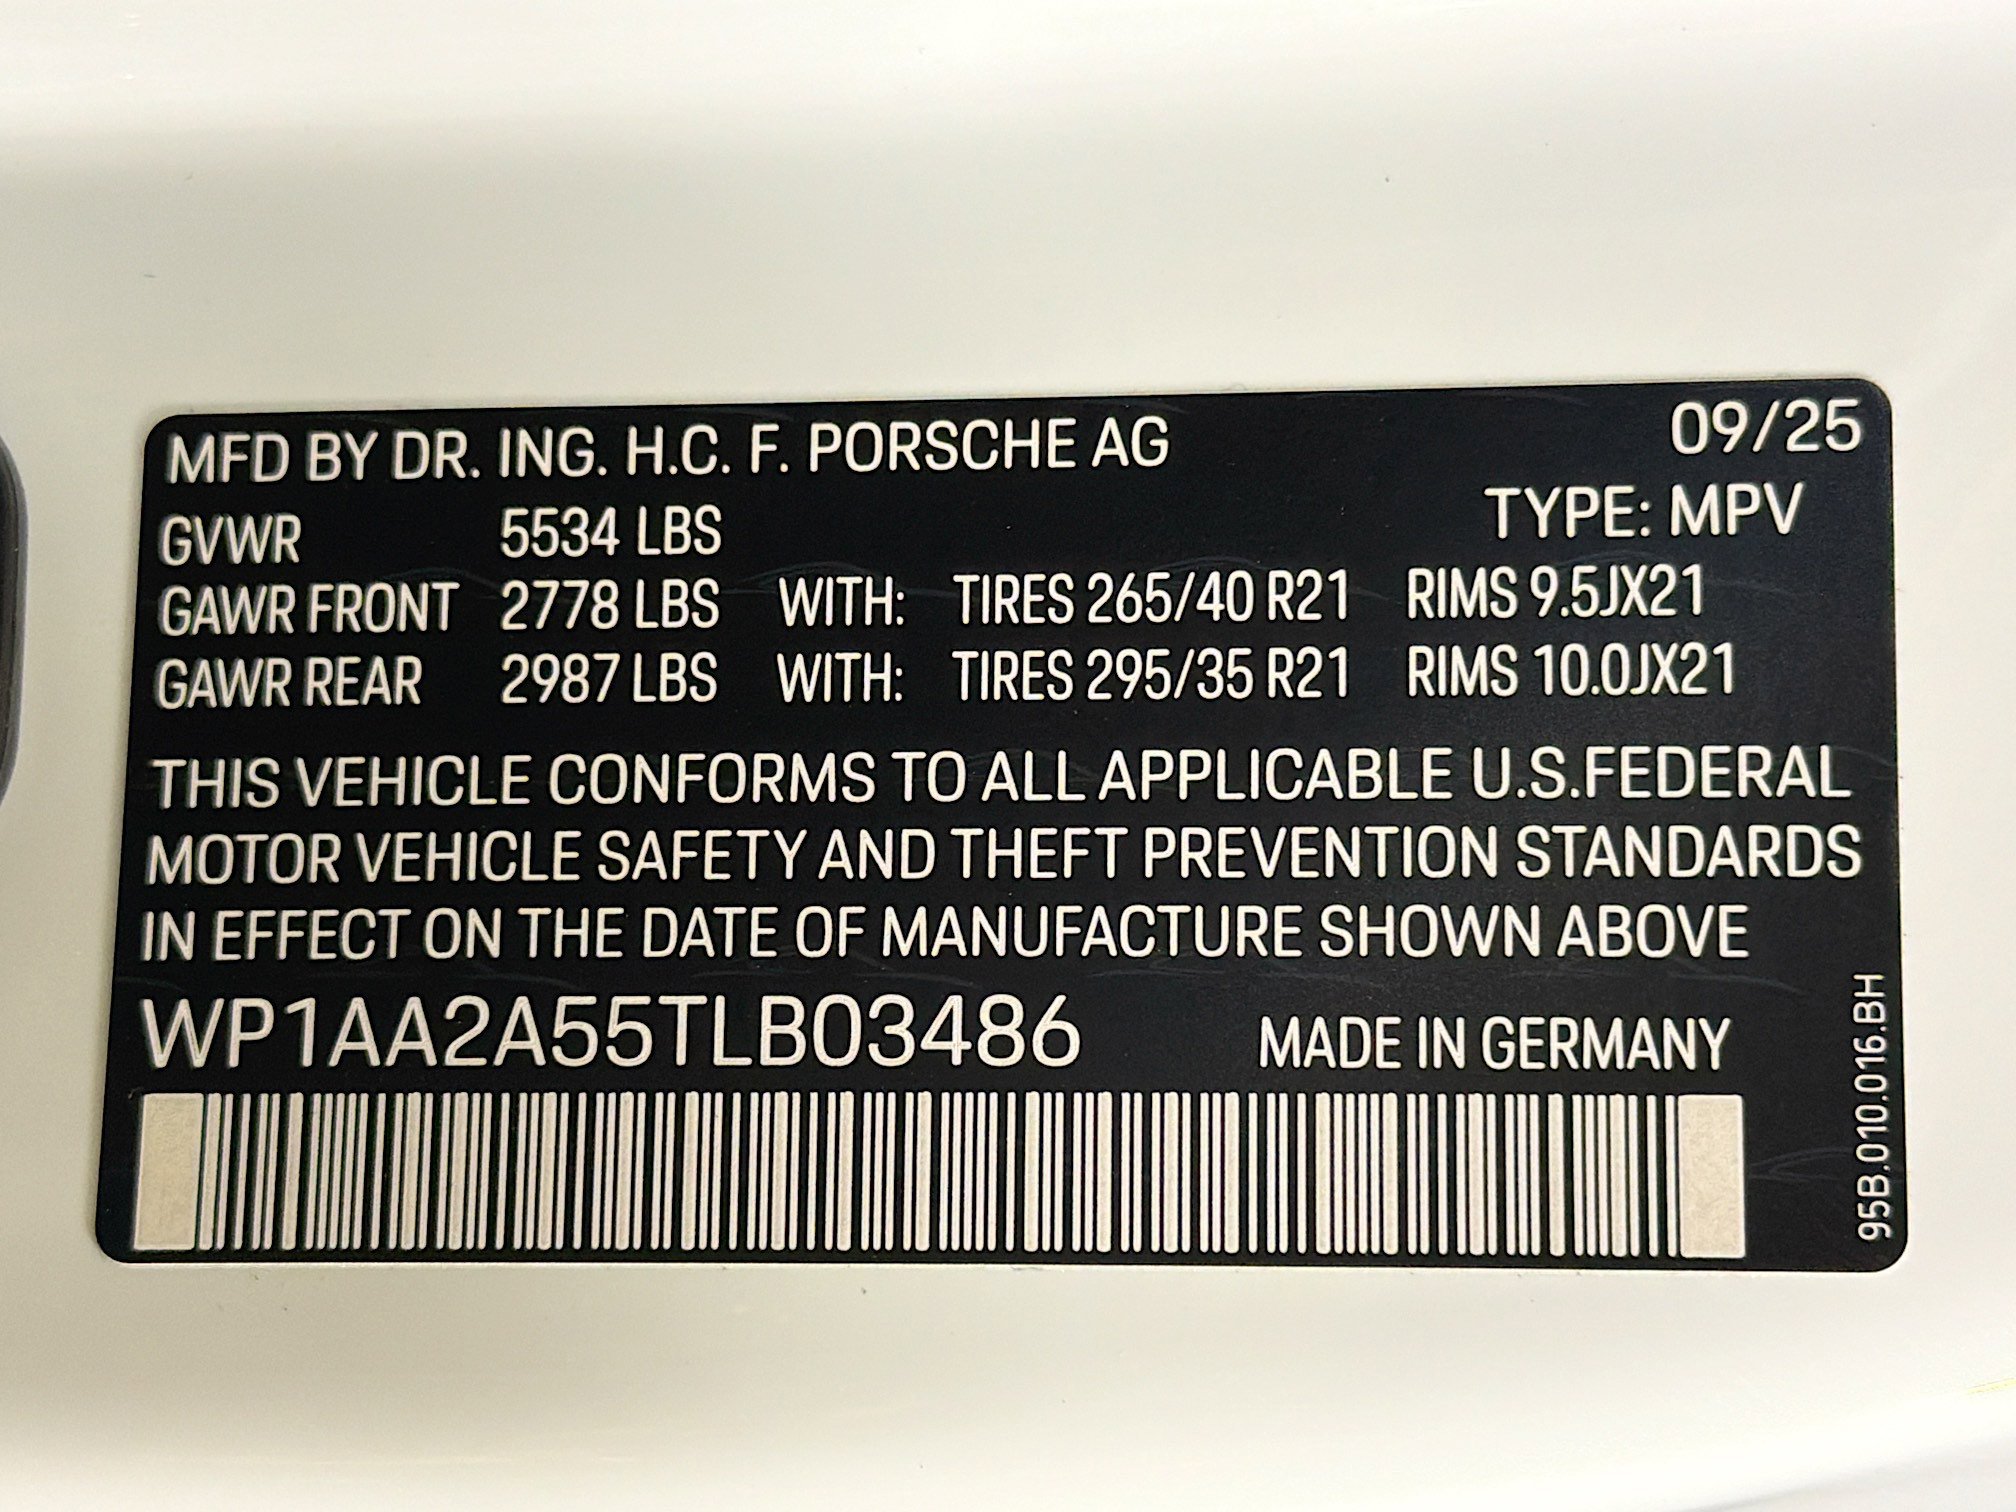 MFD BY DR. ING. H.C. F. PORSCHE AG 09/25
GVWR 5534 LBS TYPE: MPV
GAWR FRONT 2778 LBS WITH: TIRES 265/40 R21 RIMS 9.5JX21
GAWR REAR 2987 LBS WITH: TIRES 295/35 R21 RIMS 10.0JX21
THIS VEHICLE CONFORMS TO ALL APPLICABLE U.S.FEDERAL
MOTOR VEHICLE SAFETY AND THEFT PREVENTION STANDARDS
IN EFFECT ON THE DATE OF MANUFACTURE SHOWN ABOVE
WP1AA2A55TLB03486 MADE IN GERMANY
95B.010.016.BH